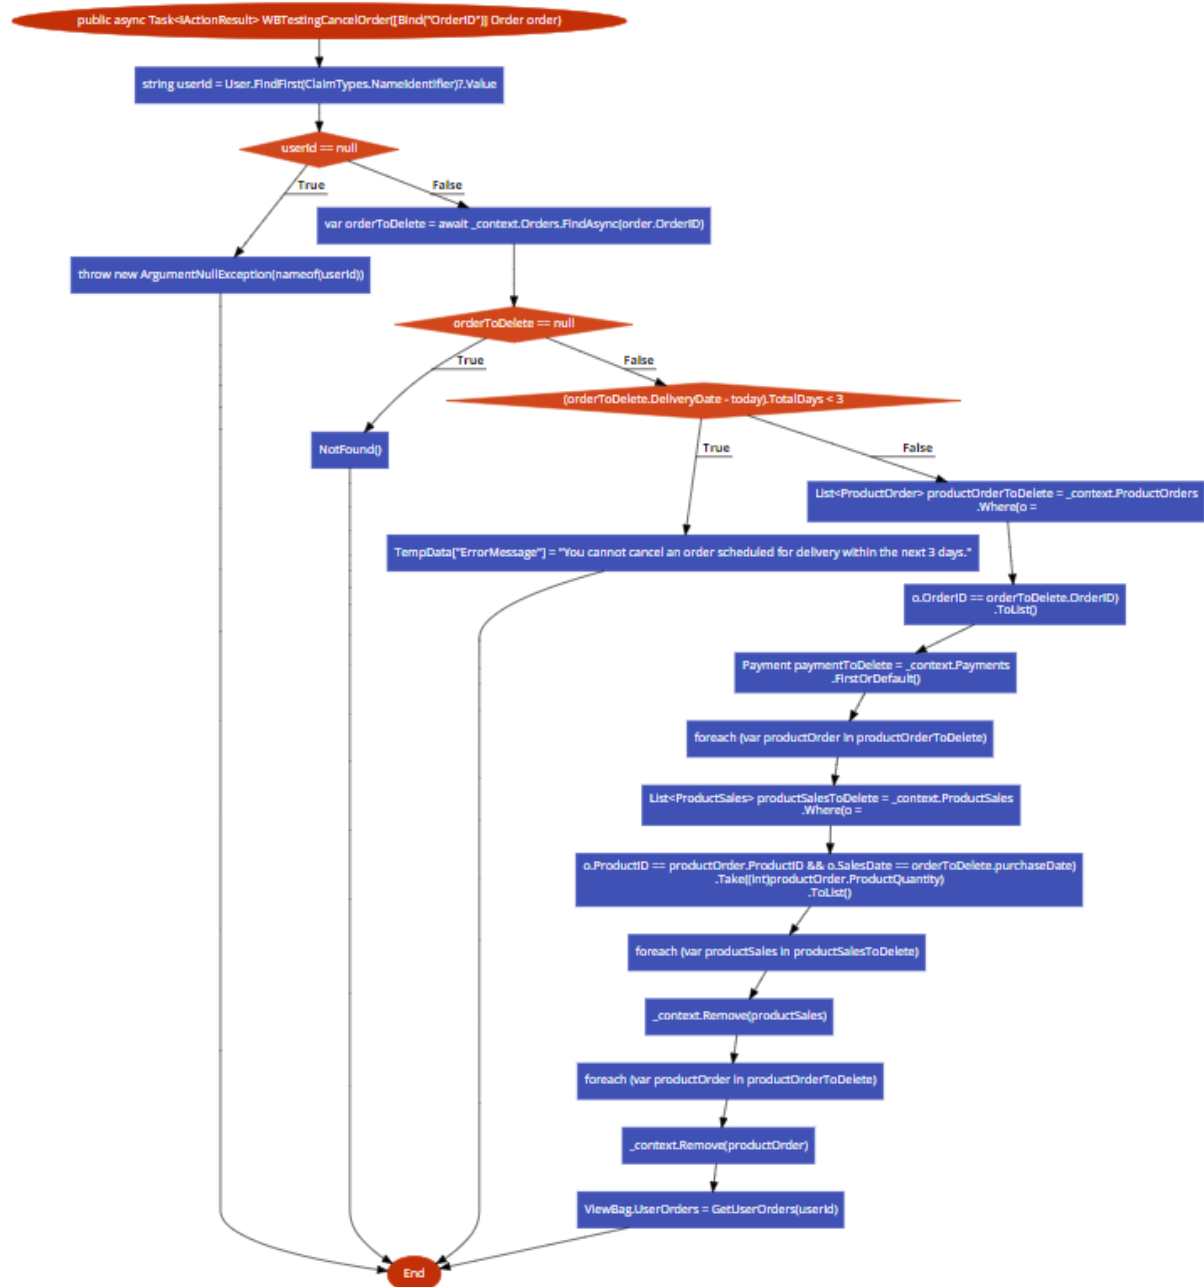 public async Task<IActionResult> WBTestingCancelOrder([Bind("OrderID")] Order order)
string userId = User.FindFirst(ClaimTypes.NameIdentifier)?.Value
userId == null
True
False
var orderToDelete = await _context.Orders.FindAsync(order.OrderID)
throw new ArgumentNullException(nameof(userId))
orderToDelete == null
True
False
(orderToDelete.DeliveryDate - today).TotalDays < 3
NotFound()
True
False
List<ProductOrder> productOrderToDelete = _context.ProductOrders
.Where(o =
TempData["ErrorMessage"] = "You cannot cancel an order scheduled for delivery within the next 3 days."
o.OrderID == orderToDelete.OrderID)
.ToList()
Payment paymentToDelete = _context.Payments
.FirstOrDefault()
foreach (var productOrder in productOrderToDelete)
List<ProductSales> productSalesToDelete = _context.ProductSales
.Where(o =
o.ProductID == productOrder.ProductID && o.SalesDate == orderToDelete.purchaseDate)
.Take((int)productOrder.ProductQuantity)
.ToList()
foreach (var productSales in productSalesToDelete)
_context.Remove(productSales)
foreach (var productOrder in productOrderToDelete)
_context.Remove(productOrder)
ViewBag.UserOrders = GetUserOrders(userId)
End